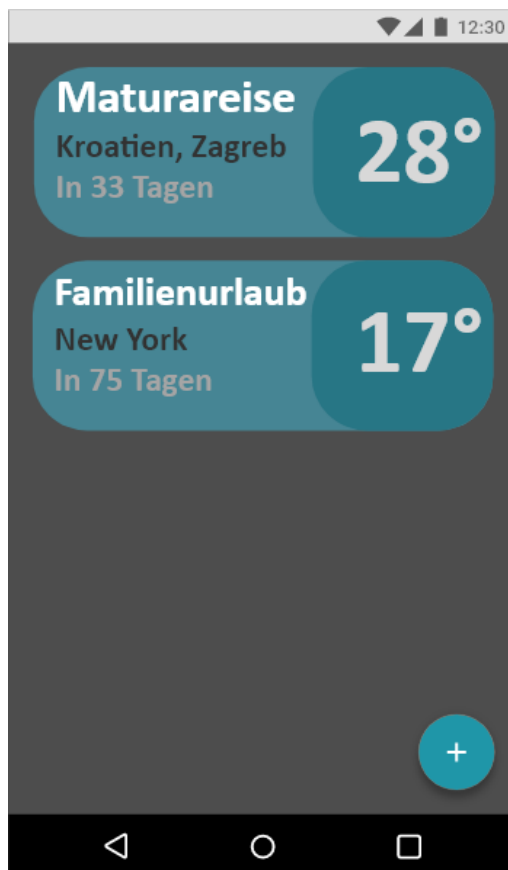 12:30
Maturareise
Kroatien, Zagreb
In 33 Tagen
28°
Familienurlaub
New York
In 75 Tagen
17°
+